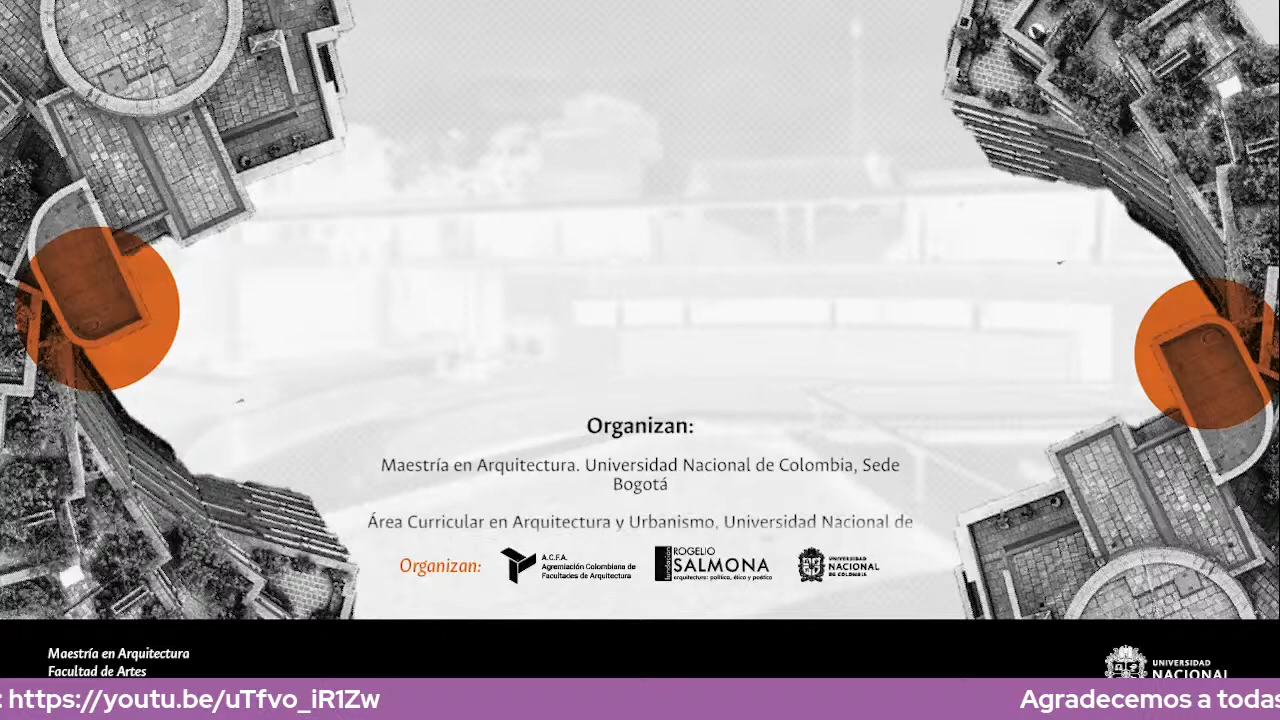 Organizan:
Maestría en Arquitectura. Universidad Nacional de Colombia, Sede
Bogotá
Área Curricular en Arquitectura y Urbanismo, Universidad Nacional de
Organizan:
A.C.F.A.
Agremiación Colombiana de
Facultades de Arquitectura
fundación
ROGELIO
SALMONA
arquitectura: política, ética y poética
UNIVERSIDAD
NACIONAL
DE COLOMBIA
Maestría en Arquitectura
Facultad de Artes
UNIVERSIDAD
NACIONAL
: https://youtu.be/uTfvo_iR1Zw
Agradecemos a todas